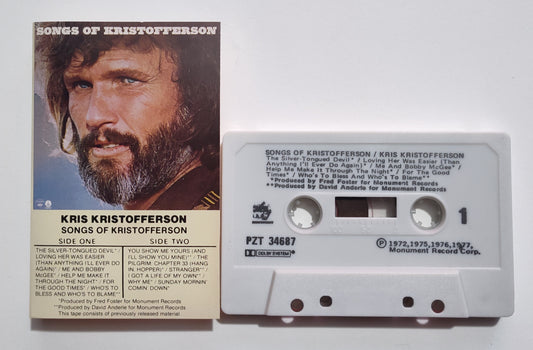 SONGS OF KRISTOFFERSON
KRIS KRISTOFFERSON
SONGS OF KRISTOFFERSON
SIDE ONE
THE SILVER-TONGUED DEVIL* /
LOVING HER WAS EASIER
(THAN ANYTHING I'LL EVER DO
AGAIN)* / ME AND BOBBY
McGEE* / HELP ME MAKE IT
THROUGH THE NIGHT* / FOR
THE GOOD TIMES* / WHO'S TO
BLESS AND WHO'S TO BLAME**
SIDE TWO
YOU SHOW ME YOURS (AND
I'LL SHOW YOU MINE)** / THE
PILGRIM: CHAPTER 33 (HANG
IN, HOPPER)* / STRANGER** /
I GOT A LIFE OF MY OWN** /
WHY ME* / SUNDAY MORNIN'
COMIN' DOWN*
*Produced by Fred Foster for Monument Records
**Produced by David Anderle for Monument Records
This tape consists of previously released material
SONGS OF KRISTOFFERSON / KRIS KRISTOFFERSON
The Silver-Tongued Devil* / Loving Her Was Easier (Than
Anything I'll Ever Do Again)* / Me And Bobby McGee* /
Help Me Make It Through The Night* / For The Good
Times* / Who's To Bless And Who's To Blame**
*Produced by Fred Foster for Monument Records
**Produced by David Anderle for Monument Records
1
PZT 34687
DOLBY SYSTEM
Ⓟ 1972,1975,1976,1977,
Monument Record Corp.